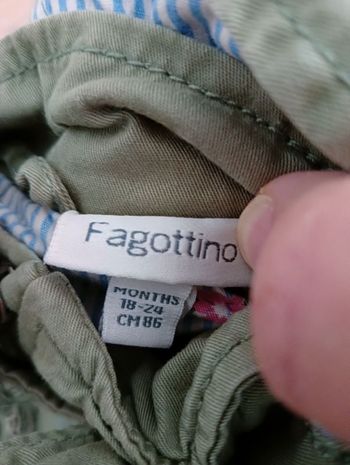 Fagottino
MONTHS
18-24
CM 86